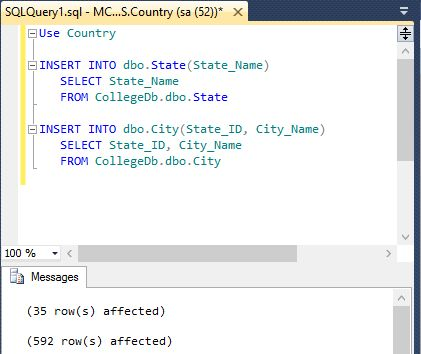 SQLQuery1.sql - MC...S.Country (sa (52))*
Use Country
INSERT INTO dbo.State(State_Name)
SELECT State_Name
FROM CollegeDb.dbo.State
INSERT INTO dbo.City(State_ID, City_Name)
SELECT State_ID, City_Name
FROM CollegeDb.dbo.City
100 %
Messages
(35 row(s) affected)
(592 row(s) affected)